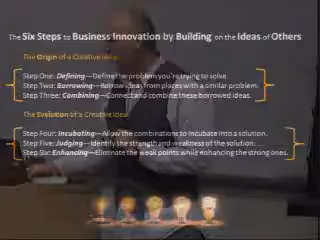 The Six Steps to Business Innovation by Building on the Ideas of Others
The Origin of a Creative Idea:
Step One: Defining—Define the problem you're trying to solve.
Step Two: Borrowing—Borrow ideas from places with a similar problem.
Step Three: Combining—Connect and combine these borrowed ideas.
The Evolution of a Creative Idea:
Step Four: Incubating—Allow the combinations to incubate into a solution.
Step Five: Judging—Identify the strength and weakness of the solution.
Step Six: Enhancing—Eliminate the weak points while enhancing the strong ones.